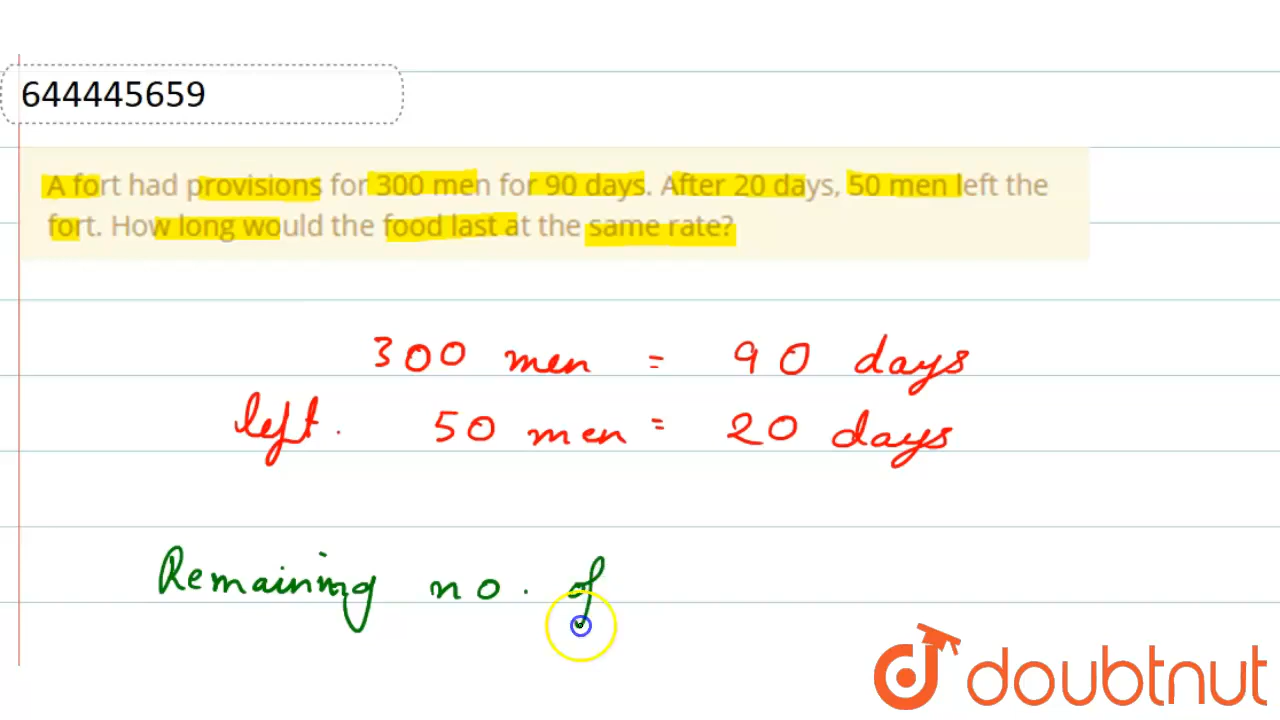 644445659
A fort had provisions for 300 men for 90 days. After 20 days, 50 men left the
fort. How long would the food last at the same rate?
300 men = 90 days
left. 50 men = 20 days
Remaining no. of
doubtnut